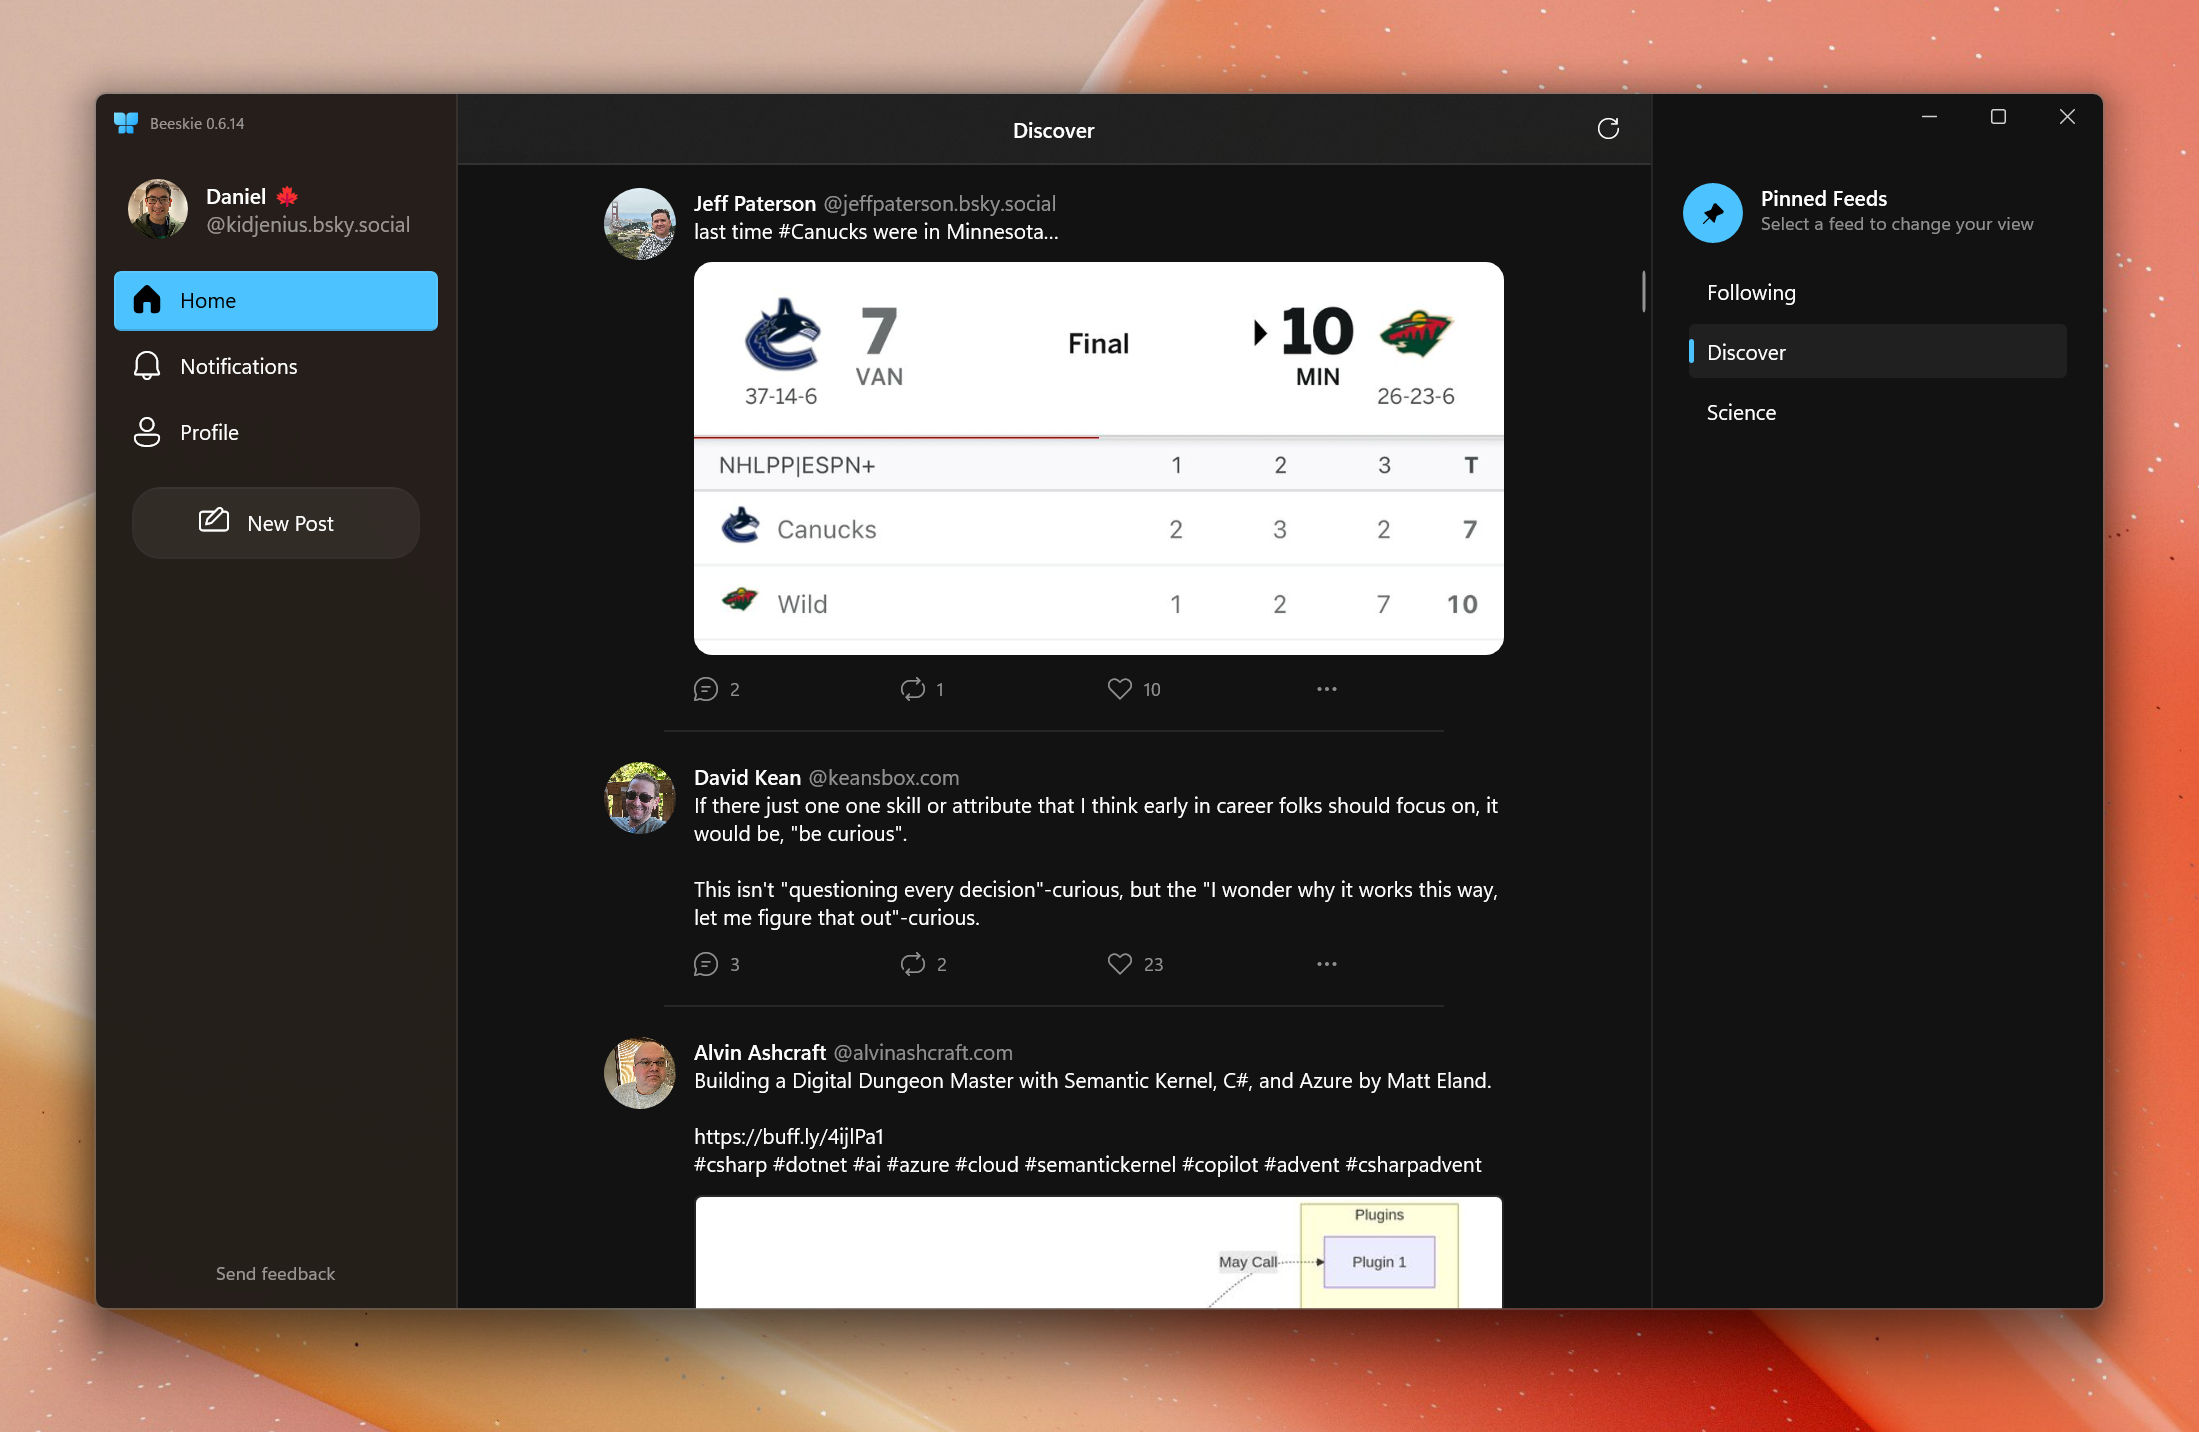 Beeskie 0.6.14
Daniel 🍁
@kidjenius.bsky.social
Home
Notifications
Profile
New Post
Send feedback
Discover
Jeff Paterson @jeffpaterson.bsky.social
last time #Canucks were in Minnesota...
7
VAN
37-14-6
Final
10
MIN
26-23-6
NHLPP|ESPN+ 1 2 3 T
Canucks 2 3 2 7
Wild 1 2 7 10
2 1 10
David Kean @keansbox.com
If there just one one skill or attribute that I think early in career folks should focus on, it
would be, "be curious".
This isn't "questioning every decision"-curious, but the "I wonder why it works this way,
let me figure that out"-curious.
3 2 23
Alvin Ashcraft @alvinashcraft.com
Building a Digital Dungeon Master with Semantic Kernel, C#, and Azure by Matt Eland.
https://buff.ly/4ijlPa1
#csharp #dotnet #ai #azure #cloud #semantickernel #copilot #advent #csharpadvent
Plugins
May Call
Plugin 1
Pinned Feeds
Select a feed to change your view
Following
Discover
Science